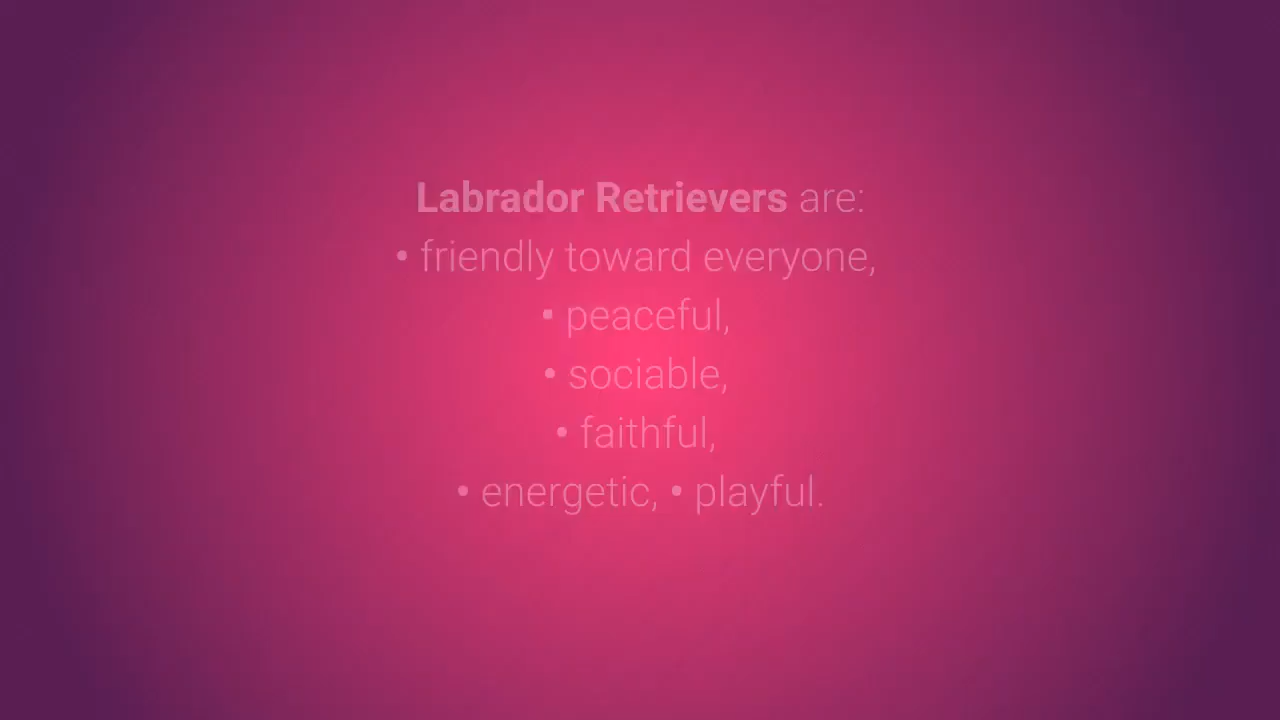 Labrador Retrievers are:
• friendly toward everyone,
• peaceful,
• sociable,
• faithful,
• energetic, • playful.